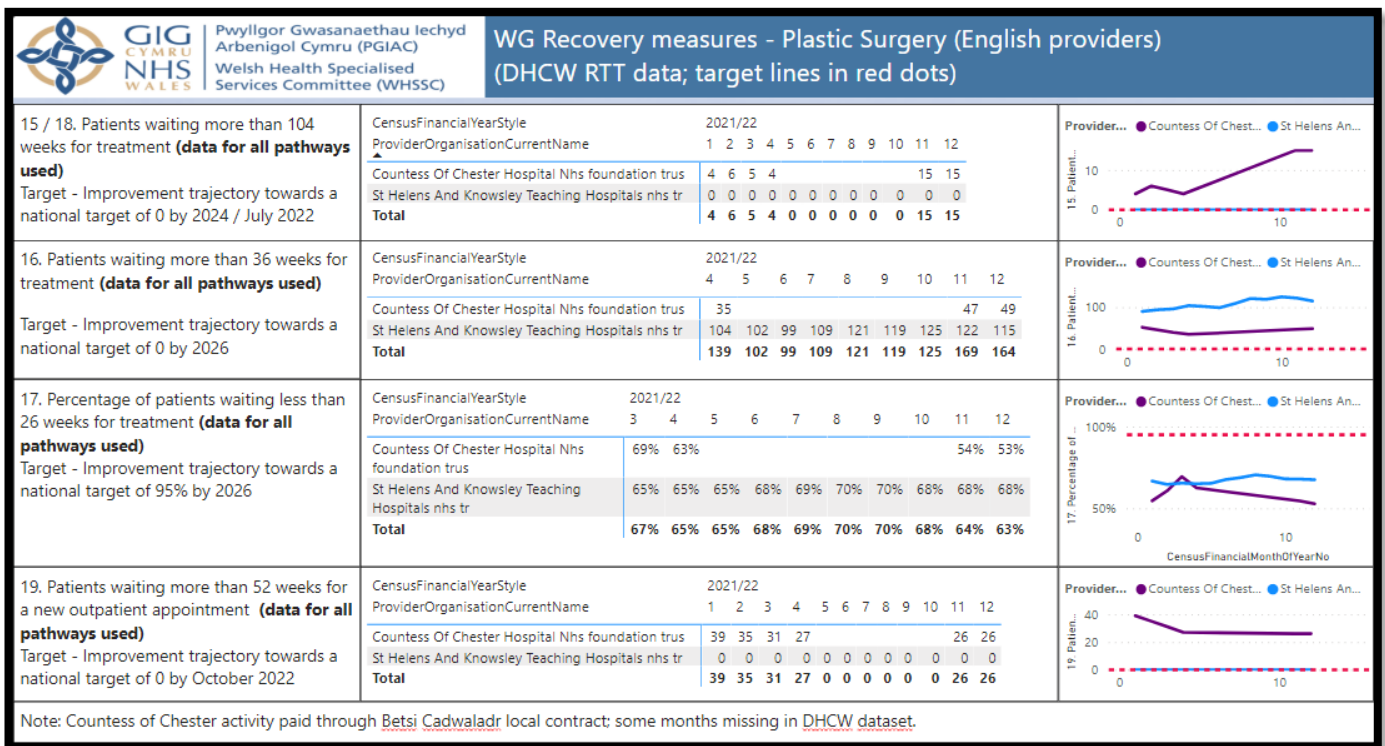 GIG
CYMRU
NHS
WALES
Pwyllgor Gwasanaethau Iechyd
Arbenigol Cymru (PGIAC)
Welsh Health Specialised
Services Committee (WHSSC)
WG Recovery measures - Plastic Surgery (English providers)
(DHCW RTT data; target lines in red dots)
15 / 18. Patients waiting more than 104
weeks for treatment (data for all pathways
used)
Target - Improvement trajectory towards a
national target of 0 by 2024 / July 2022
CensusFinancialYearStyle 2021/22
ProviderOrganisationCurrentName 1 2 3 4 5 6 7 8 9 10 11 12
Countess Of Chester Hospital Nhs foundation trus 4 6 5 4 15 15
St Helens And Knowsley Teaching Hospitals nhs tr 0 0 0 0 0 0 0 0 0 0 0 0
Total 4 6 5 4 0 0 0 0 0 0 15 15
Provider... Countess Of Chest... St Helens An...
15. Patient...
10
0
0 10
16. Patients waiting more than 36 weeks for
treatment (data for all pathways used)
Target - Improvement trajectory towards a
national target of 0 by 2026
CensusFinancialYearStyle 2021/22
ProviderOrganisationCurrentName 4 5 6 7 8 9 10 11 12
Countess Of Chester Hospital Nhs foundation trus 35 47 49
St Helens And Knowsley Teaching Hospitals nhs tr 104 102 99 109 121 119 125 122 115
Total 139 102 99 109 121 119 125 169 164
Provider... Countess Of Chest... St Helens An...
16. Patient...
100
0
0 10
17. Percentage of patients waiting less than
26 weeks for treatment (data for all
pathways used)
Target - Improvement trajectory towards a
national target of 95% by 2026
CensusFinancialYearStyle 2021/22
ProviderOrganisationCurrentName 3 4 5 6 7 8 9 10 11 12
Countess Of Chester Hospital Nhs 69% 63% 54% 53%
foundation trus
St Helens And Knowsley Teaching 65% 65% 65% 68% 69% 70% 70% 68% 68% 68%
Hospitals nhs tr
Total 67% 65% 65% 68% 69% 70% 70% 68% 64% 63%
Provider... Countess Of Chest... St Helens An...
17. Percentage of ...
100%
50%
0 10
CensusFinancialMonthOfYearNo
19. Patients waiting more than 52 weeks for
a new outpatient appointment (data for all
pathways used)
Target - Improvement trajectory towards a
national target of 0 by October 2022
CensusFinancialYearStyle 2021/22
ProviderOrganisationCurrentName 1 2 3 4 5 6 7 8 9 10 11 12
Countess Of Chester Hospital Nhs foundation trus 39 35 31 27 26 26
St Helens And Knowsley Teaching Hospitals nhs tr 0 0 0 0 0 0 0 0 0 0 0 0
Total 39 35 31 27 0 0 0 0 0 0 26 26
Provider... Countess Of Chest... St Helens An...
19. Patien...
40
20
0
0 10
Note: Countess of Chester activity paid through Betsi Cadwaladr local contract; some months missing in DHCW dataset.